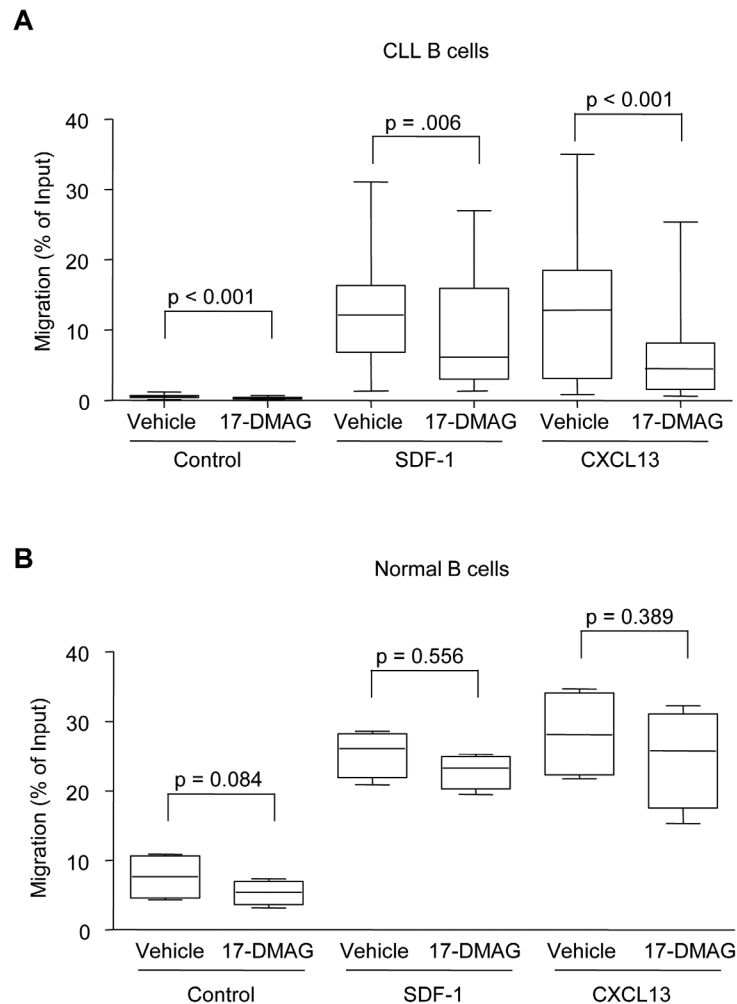 A
CLL B cells
p < 0.001
p = .006
p < 0.001
Migration (% of Input)
40
30
20
10
0
Vehicle 17-DMAG Vehicle 17-DMAG Vehicle 17-DMAG
Control SDF-1 CXCL13
B
Normal B cells
p = 0.389
p = 0.556
p = 0.084
Migration (% of Input)
40
30
20
10
0
Vehicle 17-DMAG Vehicle 17-DMAG Vehicle 17-DMAG
Control SDF-1 CXCL13